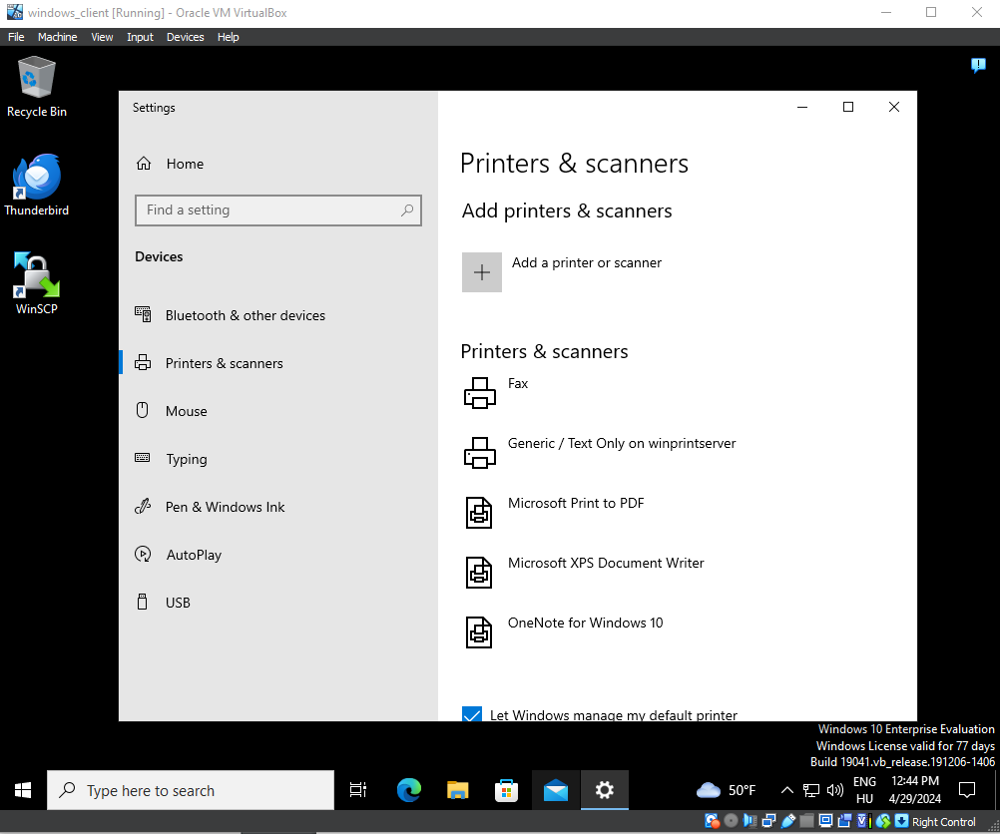 windows_client [Running] - Oracle VM VirtualBox
File Machine View Input Devices Help
Recycle Bin
Thunderbird
WinSCP
Settings
Home
Find a setting
Devices
Bluetooth & other devices
Printers & scanners
Mouse
Typing
Pen & Windows Ink
AutoPlay
USB
Printers & scanners
Add printers & scanners
Add a printer or scanner
Printers & scanners
Fax
Generic / Text Only on winprintserver
Microsoft Print to PDF
Microsoft XPS Document Writer
OneNote for Windows 10
Let Windows manage my default printer
Windows 10 Enterprise Evaluation
Windows License valid for 77 days
Build 19041.vb_release.191206-1406
Type here to search
50°F
ENG
HU
12:44 PM
4/29/2024
Right Control